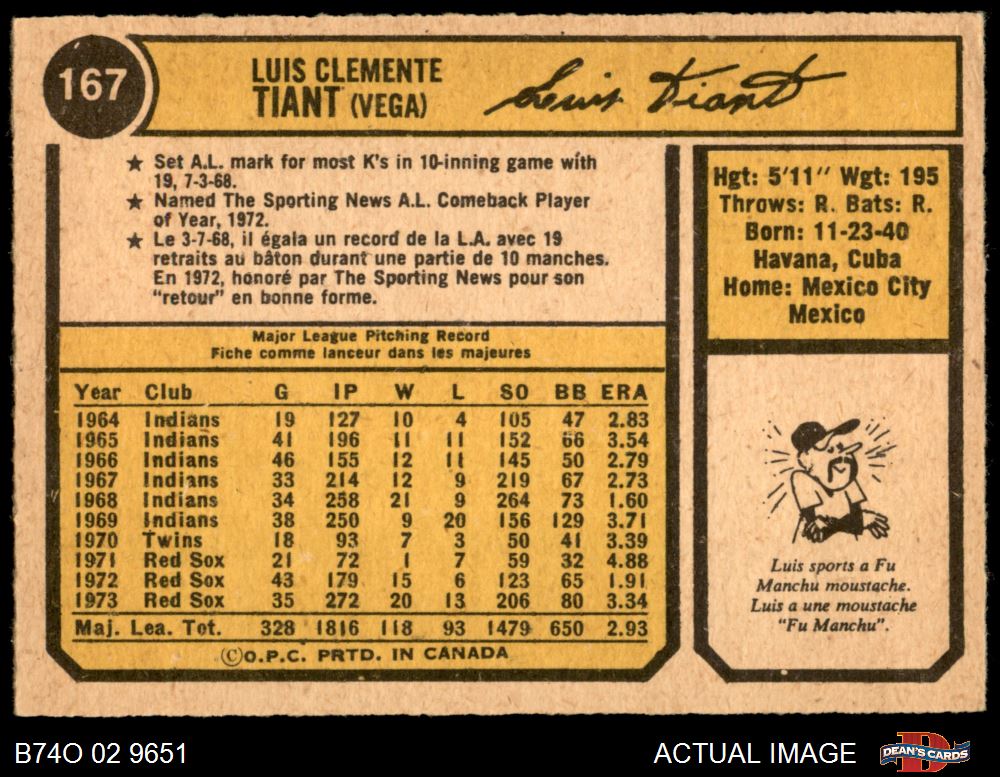 167
LUIS CLEMENTE
TIANT (VEGA)
Luis Tiant
★ Set A.L. mark for most K's in 10-inning game with
19, 7-3-68.
★ Named The Sporting News A.L. Comeback Player
of Year, 1972.
★ Le 3-7-68, il égala un record de la L.A. avec 19
retraits au bâton durant une partie de 10 manches.
En 1972, honoré par The Sporting News pour son
"retour" en bonne forme.
Hgt: 5'11" Wgt: 195
Throws: R. Bats: R.
Born: 11-23-40
Havana, Cuba
Home: Mexico City
Mexico
Major League Pitching Record
Fiche comme lanceur dans les majeures
Year Club G IP W L SO BB ERA
1964 Indians 19 127 10 4 105 47 2.83
1965 Indians 41 196 11 11 152 66 3.54
1966 Indians 46 155 12 11 145 50 2.79
1967 Indians 33 214 12 9 219 67 2.73
1968 Indians 34 258 21 9 264 73 1.60
1969 Indians 38 250 9 20 156 129 3.71
1970 Twins 18 93 7 3 50 41 3.39
1971 Red Sox 21 72 1 7 59 32 4.88
1972 Red Sox 43 179 15 6 123 65 1.91
1973 Red Sox 35 272 20 13 206 80 3.34
Maj. Lea. Tot. 328 1816 118 93 1479 650 2.93
©O.P.C. PRTD. IN CANADA
Luis sports a Fu
Manchu moustache.
Luis a une moustache
"Fu Manchu".
B74O 02 9651
ACTUAL IMAGE
D
DEAN'S CARDS